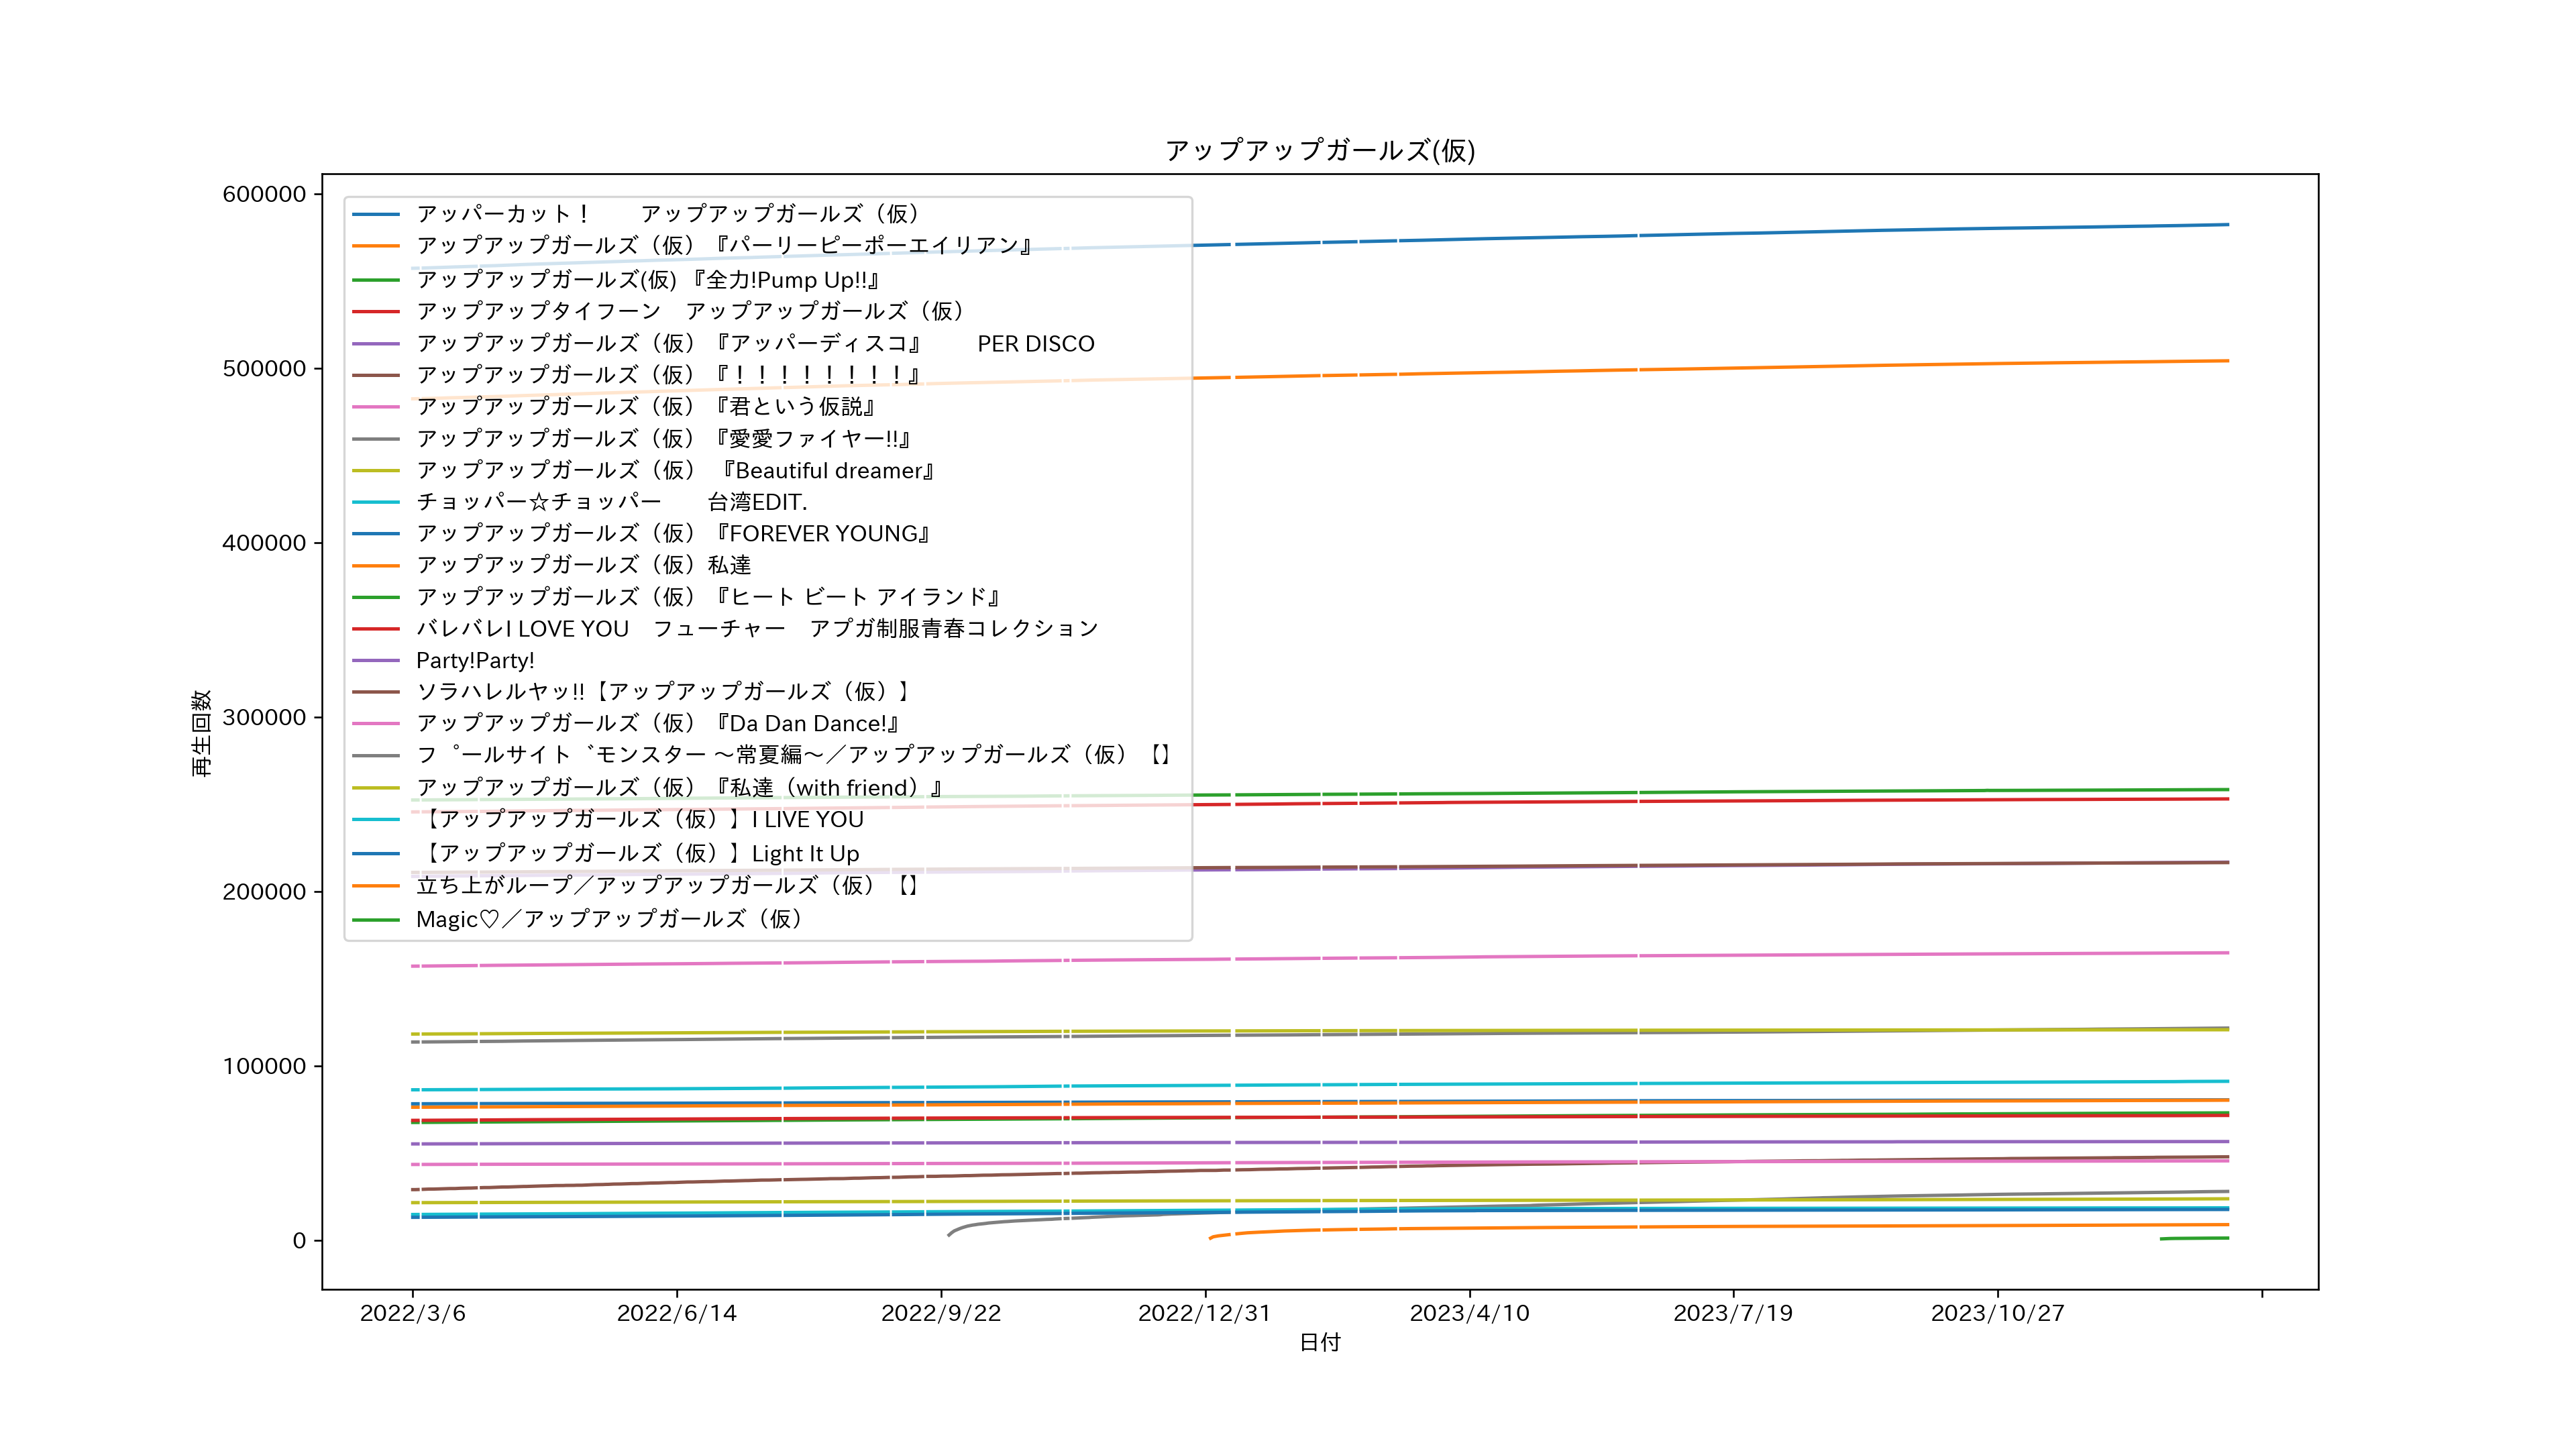 アップアップガールズ(仮)
600000
500000
400000
300000
200000
100000
0
再生回数
アッパーカット！　　アップアップガールズ（仮）
アップアップガールズ（仮）『パーリーピーポーエイリアン』
アップアップガールズ(仮) 『全力!Pump Up!!』
アップアップタイフーン　アップアップガールズ（仮）
アップアップガールズ（仮）『アッパーディスコ』　　PER DISCO
アップアップガールズ（仮）『！！！！！！！！』
アップアップガールズ（仮）『君という仮説』
アップアップガールズ（仮）『愛愛ファイヤー!!』
アップアップガールズ（仮） 『Beautiful dreamer』
チョッパー☆チョッパー　　台湾EDIT.
アップアップガールズ（仮）『FOREVER YOUNG』
アップアップガールズ（仮）私達
アップアップガールズ（仮）『ヒート ビート アイランド』
バレバレI LOVE YOU　フューチャー　アプガ制服青春コレクション
Party!Party!
ソラハレルヤッ!!【アップアップガールズ（仮）】
アップアップガールズ（仮）『Da Dan Dance!』
フ゜ールサイト゛モンスター ～常夏編～／アップアップガールズ（仮）【】
アップアップガールズ（仮）『私達（with friend）』
【アップアップガールズ（仮）】I LIVE YOU
【アップアップガールズ（仮）】Light It Up
立ち上がループ／アップアップガールズ（仮）【】
Magic♡／アップアップガールズ（仮）
2022/3/6 2022/6/14 2022/9/22 2022/12/31 2023/4/10 2023/7/19 2023/10/27
日付